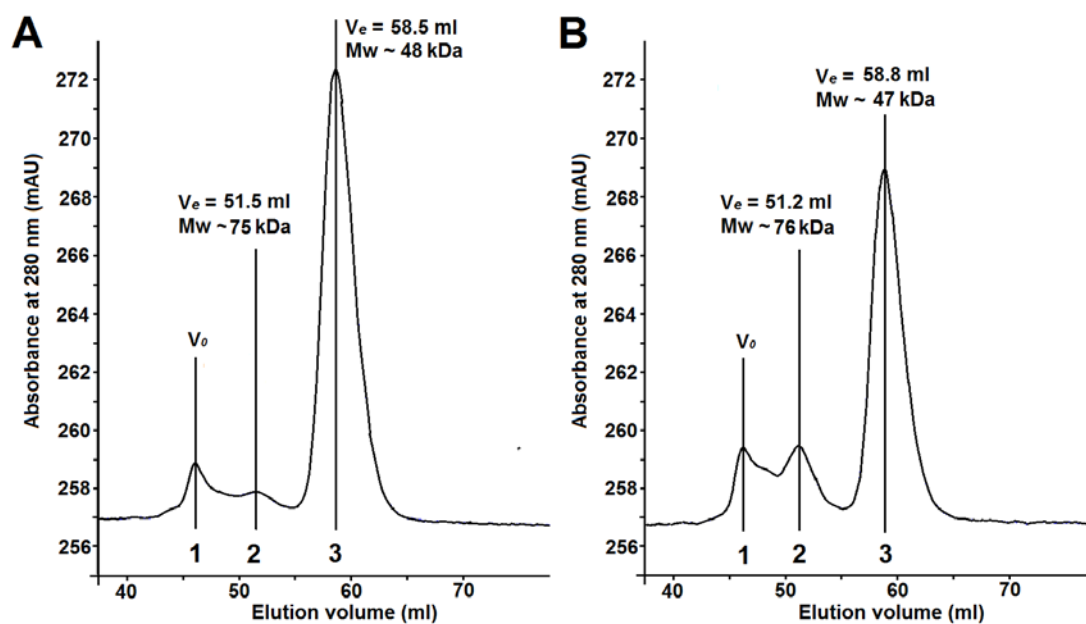 A
Ve = 58.5 ml
Mw ~ 48 kDa
Ve = 51.5 ml
Mw ~75 kDa
V0
Absorbance at 280 nm (mAU)
272
270
268
266
264
262
260
258
256
1 2 3
40 50 60 70
Elution volume (ml)
B
Ve = 58.8 ml
Mw ~ 47 kDa
Ve = 51.2 ml
Mw ~76 kDa
V0
Absorbance at 280 nm (mAU)
272
270
268
266
264
262
260
258
256
1 2 3
40 50 60 70
Elution volume (ml)